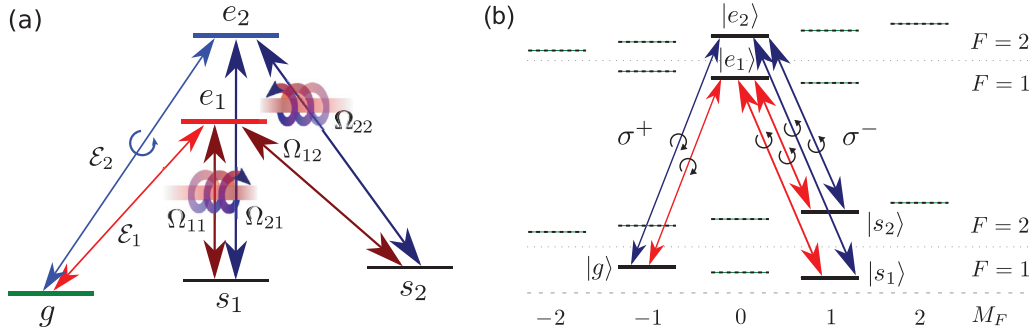 (a)
e₂
e₁
ℰ₂
ℰ₁
Ω₂₂
Ω₁₂
Ω₁₁
Ω₂₁
g
s₁
s₂
(b)
|e₂⟩
F = 2
|e₁⟩
F = 1
σ⁺
σ⁻
|s₂⟩
F = 2
|g⟩
|s₁⟩
F = 1
−2 −1 0 1 2 M_F